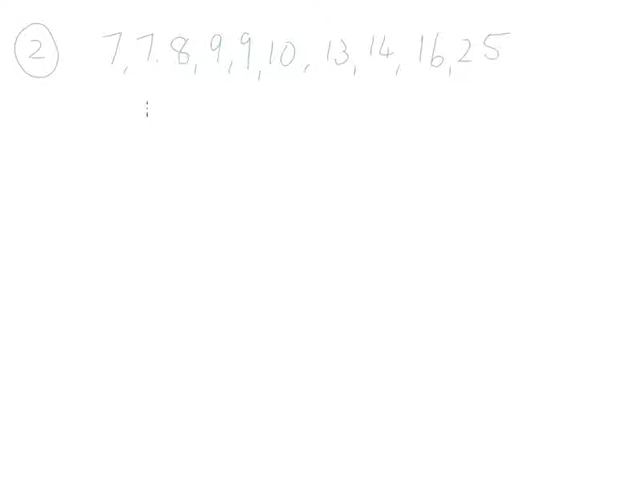 2 7, 7. 8, 9, 9, 10, 13, 14, 16, 25